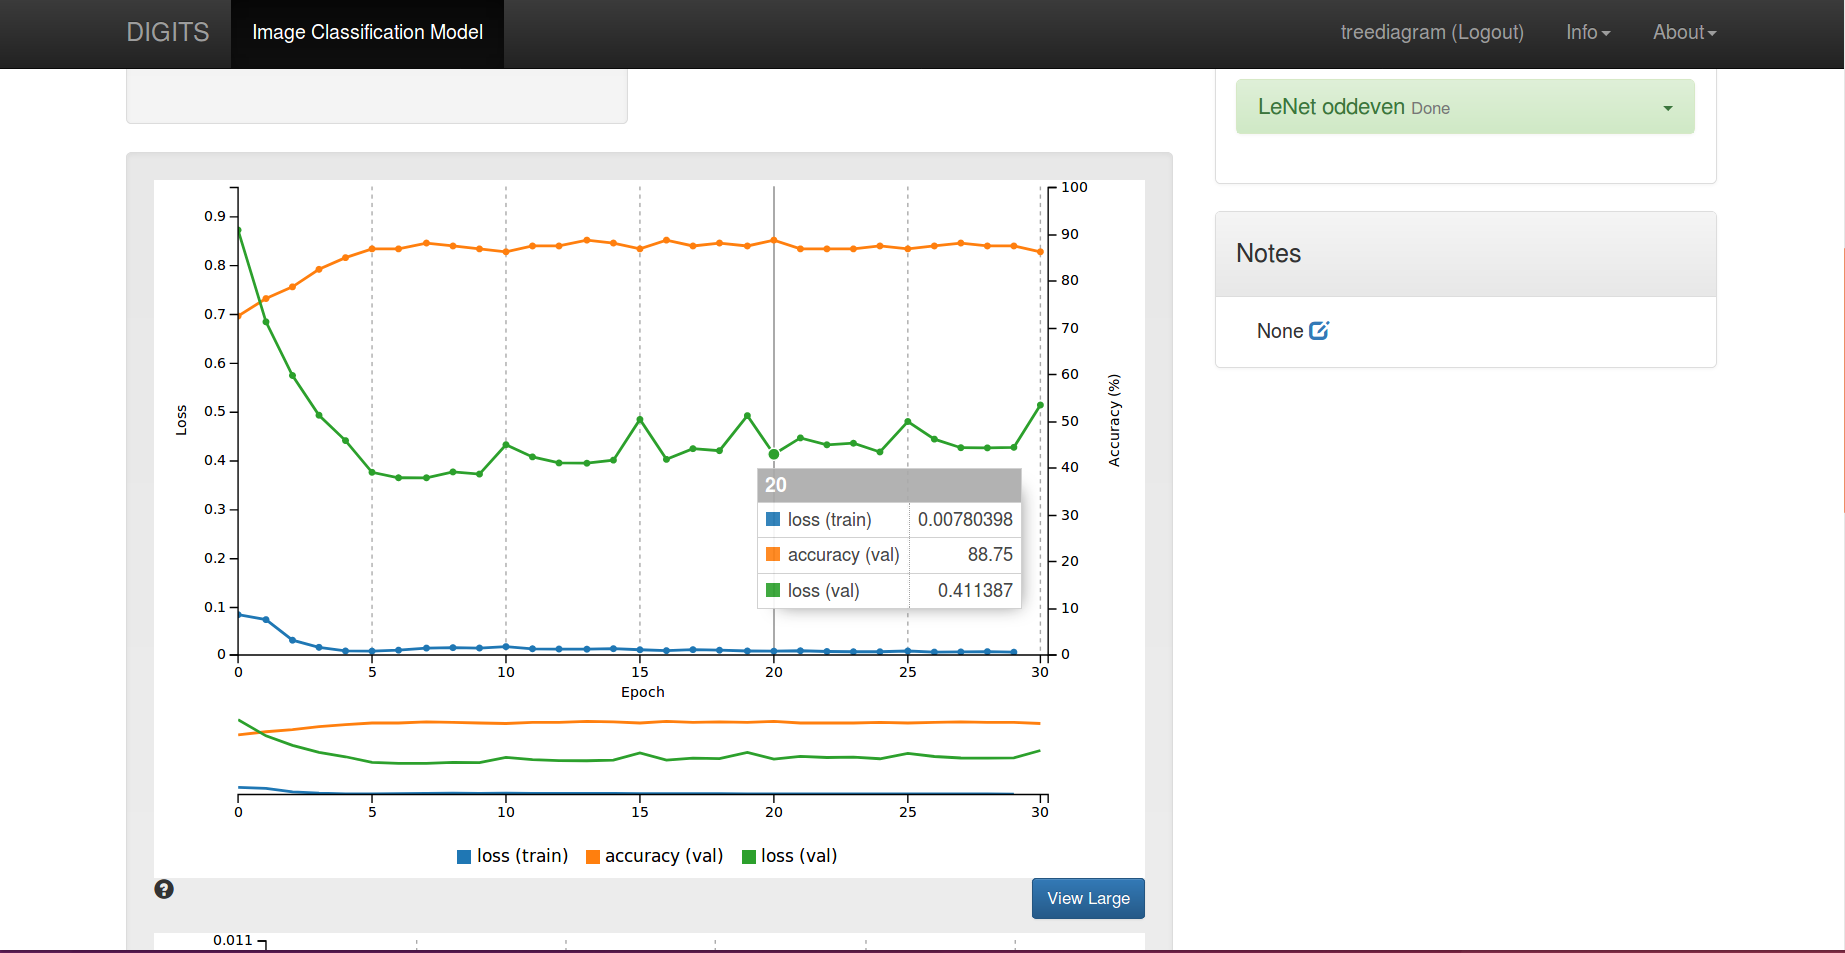 DIGITS Image Classification Model treediagram (Logout) Info About
LeNet oddeven Done
Notes
None
0.9
0.8
0.7
0.6
0.5
0.4
0.3
0.2
0.1
0
Loss
100
90
80
70
60
50
40
30
20
10
0
Accuracy (%)
20
loss (train) 0.00780398
accuracy (val) 88.75
loss (val) 0.411387
0 5 10 15 20 25 30
Epoch
0 5 10 15 20 25 30
loss (train) accuracy (val) loss (val)
?
View Large
0.011